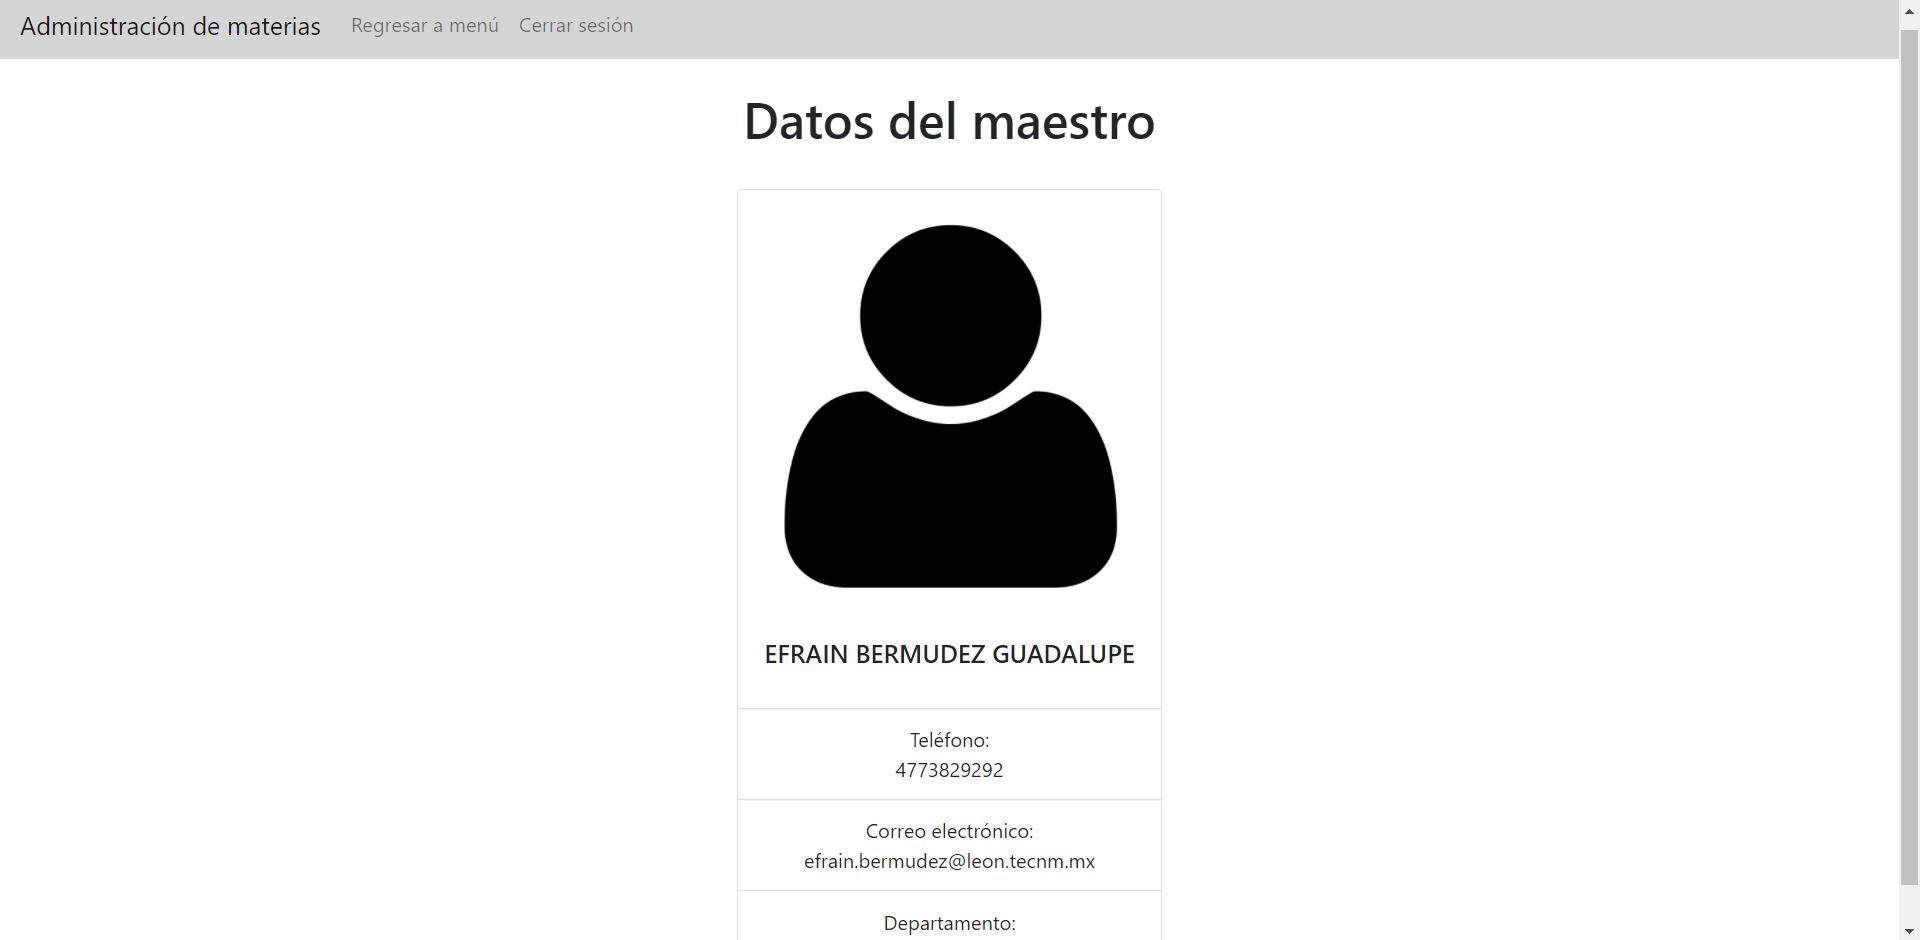 Administración de materias Regresar a menú Cerrar sesión
Datos del maestro
EFRAIN BERMUDEZ GUADALUPE
Teléfono:
4773829292
Correo electrónico:
efrain.bermudez@leon.tecnm.mx
Departamento: